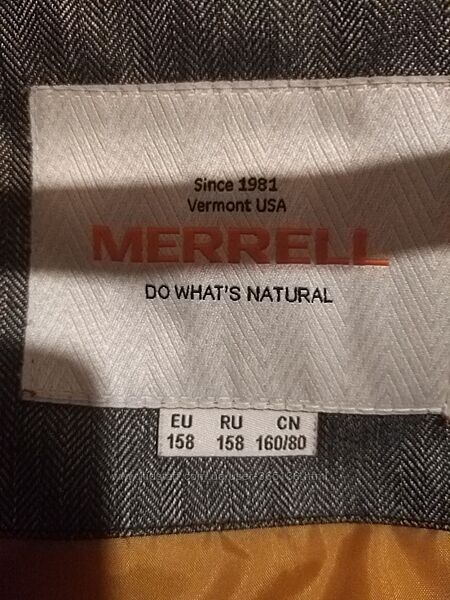 Since 1981
Vermont USA
MERRELL
DO WHAT'S NATURAL
EU RU CN
158 158 160/80